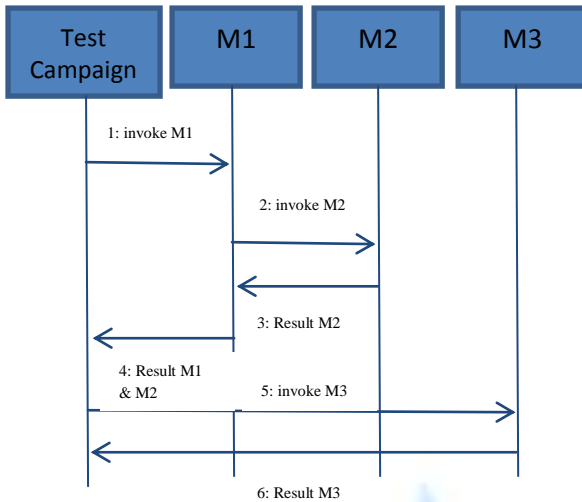 Test
Campaign
M1
M2
M3
1: invoke M1
2: invoke M2
3: Result M2
4: Result M1
& M2
5: invoke M3
6: Result M3